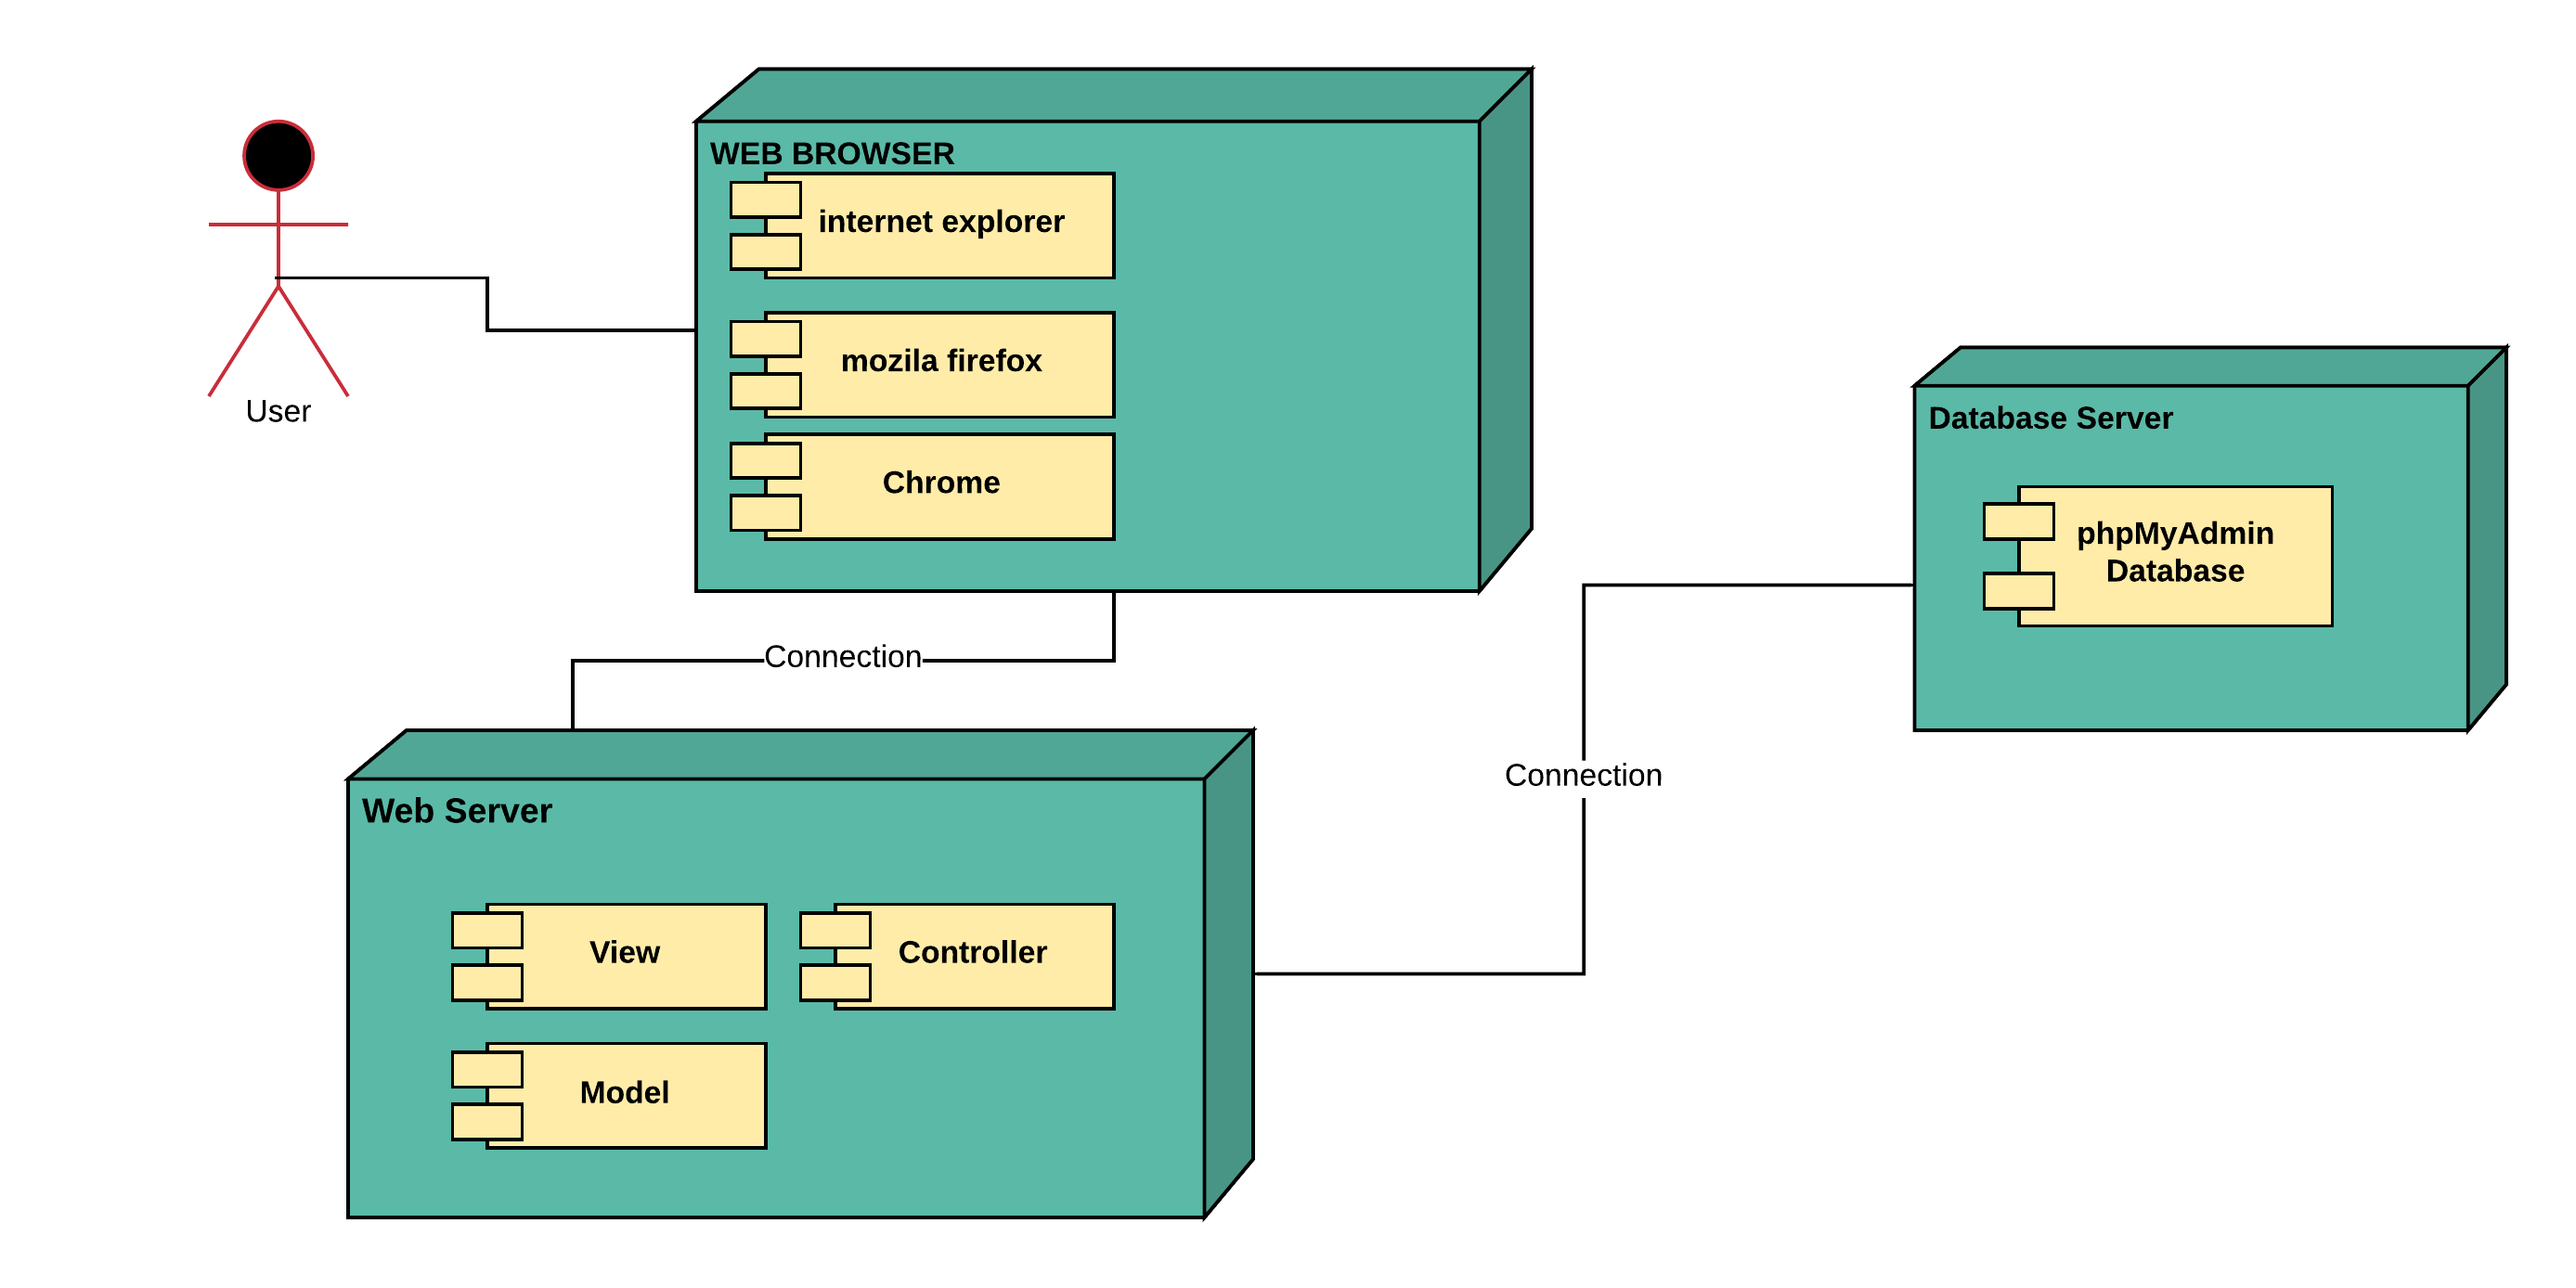 WEB BROWSER
internet explorer
mozila firefox
Chrome
User
Database Server
phpMyAdmin
Database
Connection
Connection
Web Server
View
Controller
Model